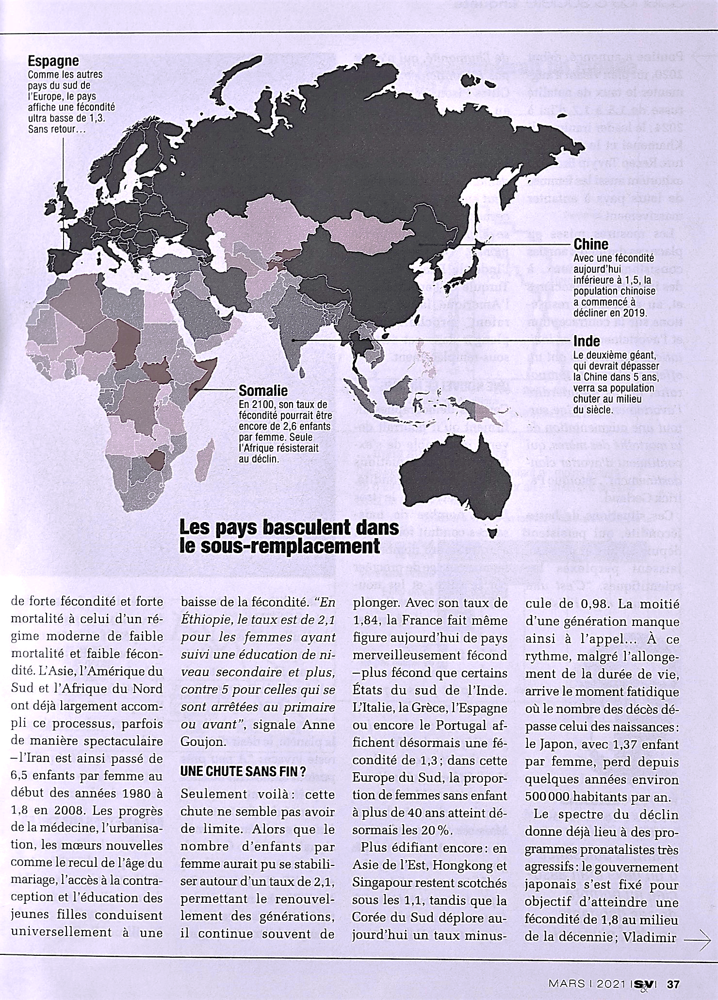 Espagne
Comme les autres
pays du sud de
l'Europe, le pays
affiche une fécondité
ultra basse de 1,3.
Sans retour…
Chine
Avec une fécondité
aujourd'hui
inférieure à 1,5, la
population chinoise
a commencé à
décliner en 2019.
Inde
Le deuxième géant,
qui devrait dépasser
la Chine dans 5 ans,
verra sa population
chuter au milieu
du siècle.
Somalie
En 2100, son taux de
fécondité pourrait être
encore de 2,6 enfants
par femme. Seule
l'Afrique résisterait
au déclin.
Les pays basculent dans
le sous-remplacement
de forte fécondité et forte
mortalité à celui d'un ré-
gime moderne de faible
mortalité et faible fécon-
dité. L'Asie, l'Amérique du
Sud et l'Afrique du Nord
ont déjà largement accom-
pli ce processus, parfois
de manière spectaculaire
–l'Iran est ainsi passé de
6,5 enfants par femme au
début des années 1980 à
1,8 en 2008. Les progrès
de la médecine, l'urbanisa-
tion, les mœurs nouvelles
comme le recul de l'âge du
mariage, l'accès à la contra-
ception et l'éducation des
jeunes filles conduisent
universellement à une
baisse de la fécondité. “En
Éthiopie, le taux est de 2,1
pour les femmes ayant
suivi une éducation de ni-
veau secondaire et plus,
contre 5 pour celles qui se
sont arrêtées au primaire
ou avant”, signale Anne
Goujon.
UNE CHUTE SANS FIN ?
Seulement voilà : cette
chute ne semble pas avoir
de limite. Alors que le
nombre d'enfants par
femme aurait pu se stabili-
ser autour d'un taux de 2,1,
permettant le renouvel-
lement des générations,
il continue souvent de
plonger. Avec son taux de
1,84, la France fait même
figure aujourd'hui de pays
merveilleusement fécond
–plus fécond que certains
États du sud de l'Inde.
L'Italie, la Grèce, l'Espagne
ou encore le Portugal af-
fichent désormais une fé-
condité de 1,3 ; dans cette
Europe du Sud, la propor-
tion de femmes sans enfant
à plus de 40 ans atteint dé-
sormais les 20 %.
Plus édifiant encore : en
Asie de l'Est, Hongkong et
Singapour restent scotchés
sous les 1,1, tandis que la
Corée du Sud déplore au-
jourd'hui un taux minus-
cule de 0,98. La moitié
d'une génération manque
ainsi à l'appel… À ce
rythme, malgré l'allonge-
ment de la durée de vie,
arrive le moment fatidique
où le nombre des décès dé-
passe celui des naissances :
le Japon, avec 1,37 enfant
par femme, perd depuis
quelques années environ
500 000 habitants par an.
Le spectre du déclin
donne déjà lieu à des pro-
grammes pronatalistes très
agressifs : le gouvernement
japonais s'est fixé pour
objectif d'atteindre une
fécondité de 1,8 au milieu
de la décennie ; Vladimir
MARS | 2021 | S&V | 37